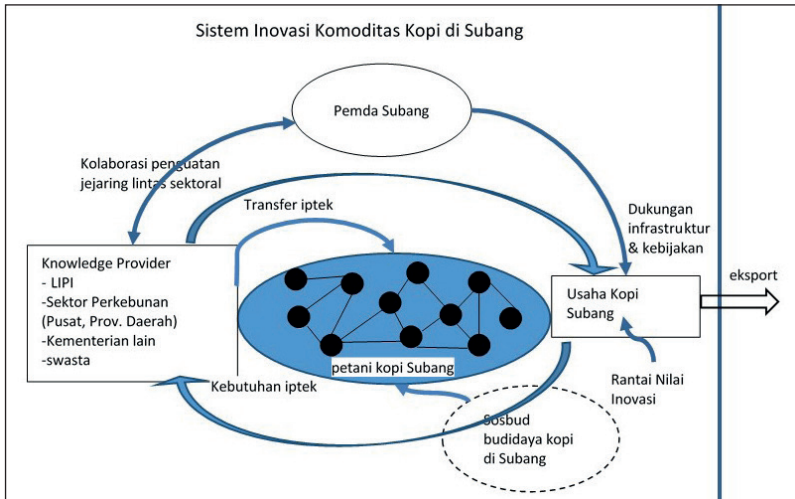 Sistem Inovasi Komoditas Kopi di Subang
Pemda Subang
Kolaborasi penguatan
jejaring lintas sektoral
Transfer iptek
Dukungan
infrastruktur
& kebijakan
Knowledge Provider
- LIPI
-Sektor Perkebunan
(Pusat, Prov. Daerah)
-Kementerian lain
-swasta
Usaha Kopi
Subang
eksport
petani kopi Subang
Kebutuhan iptek
Rantai Nilai
Inovasi
Sosbud
budidaya kopi
di Subang